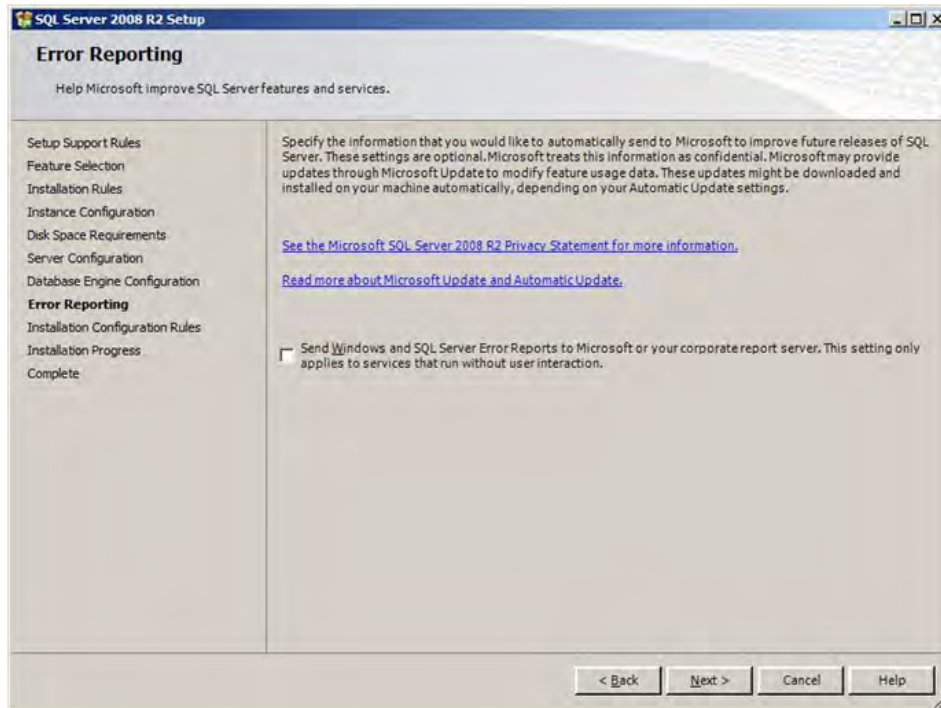 SQL Server 2008 R2 Setup
Error Reporting
Help Microsoft improve SQL Server features and services.
Setup Support Rules
Feature Selection
Installation Rules
Instance Configuration
Disk Space Requirements
Server Configuration
Database Engine Configuration
Error Reporting
Installation Configuration Rules
Installation Progress
Complete
Specify the information that you would like to automatically send to Microsoft to improve future releases of SQL
Server. These settings are optional. Microsoft treats this information as confidential. Microsoft may provide
updates through Microsoft Update to modify feature usage data. These updates might be downloaded and
installed on your machine automatically, depending on your Automatic Update settings.
See the Microsoft SQL Server 2008 R2 Privacy Statement for more information.
Read more about Microsoft Update and Automatic Update.
Send Windows and SQL Server Error Reports to Microsoft or your corporate report server. This setting only
applies to services that run without user interaction.
< Back
Next >
Cancel
Help